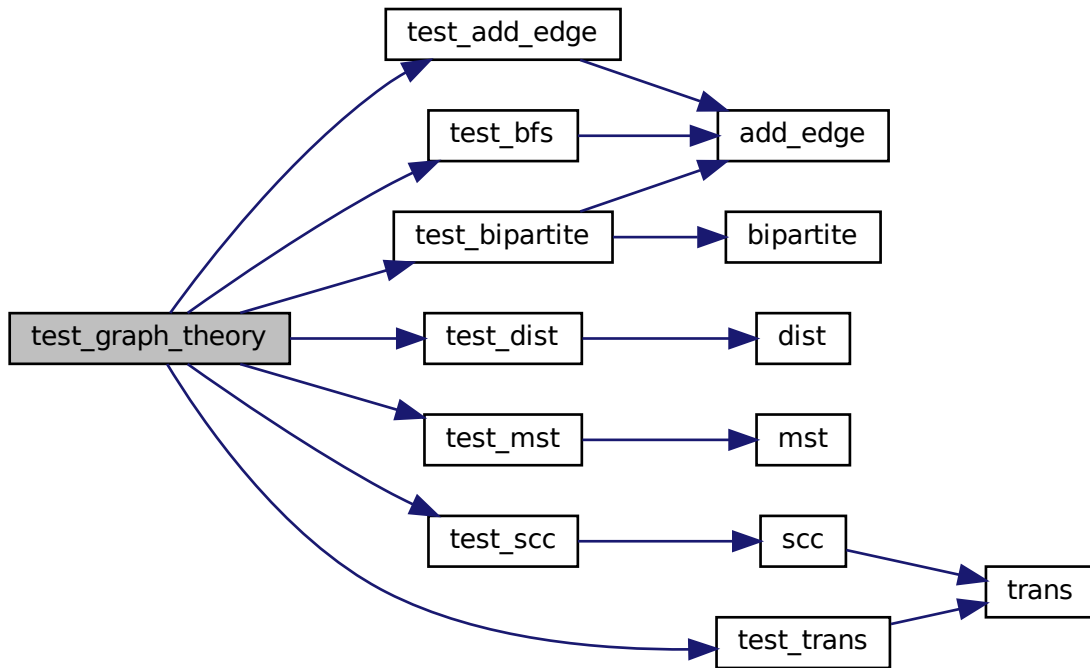 test_add_edge
test_bfs
add_edge
test_bipartite
bipartite
test_graph_theory
test_dist
dist
test_mst
mst
test_scc
scc
trans
test_trans